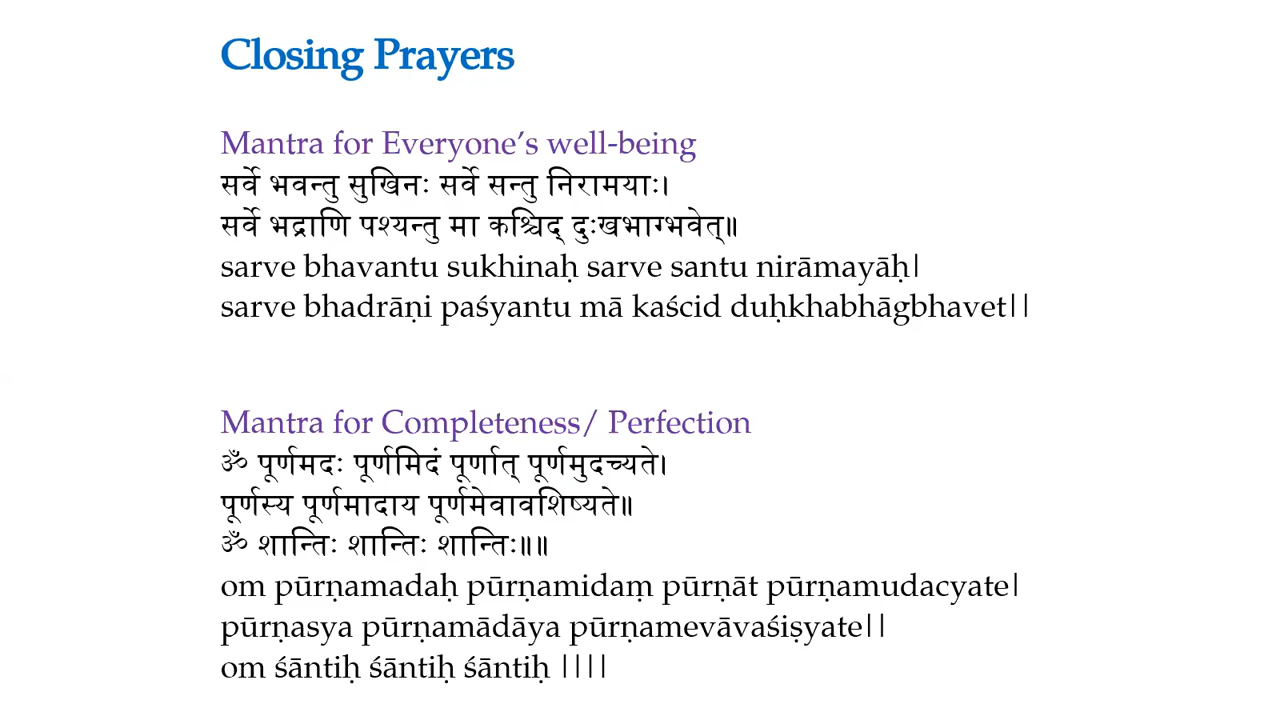 Closing Prayers
Mantra for Everyone’s well-being
सर्वे भवन्तु सुखिनः सर्वे सन्तु निरामयाः।
सर्वे भद्राणि पश्यन्तु मा कश्चिद् दुःखभाग्भवेत्॥
sarve bhavantu sukhinaḥ sarve santu nirāmayāḥ|
sarve bhadrāṇi paśyantu mā kaścid duḥkhabhāgbhavet||
Mantra for Completeness/ Perfection
ॐ पूर्णमदः पूर्णमिदं पूर्णात् पूर्णमुदच्यते।
पूर्णस्य पूर्णमादाय पूर्णमेवावशिष्यते॥
ॐ शान्तिः शान्तिः शान्तिः॥॥
om pūrṇamadaḥ pūrṇamidaṃ pūrṇāt pūrṇamudacyate|
pūrṇasya pūrṇamādāya pūrṇamevāvaśiṣyate||
om śāntiḥ śāntiḥ śāntiḥ ||||